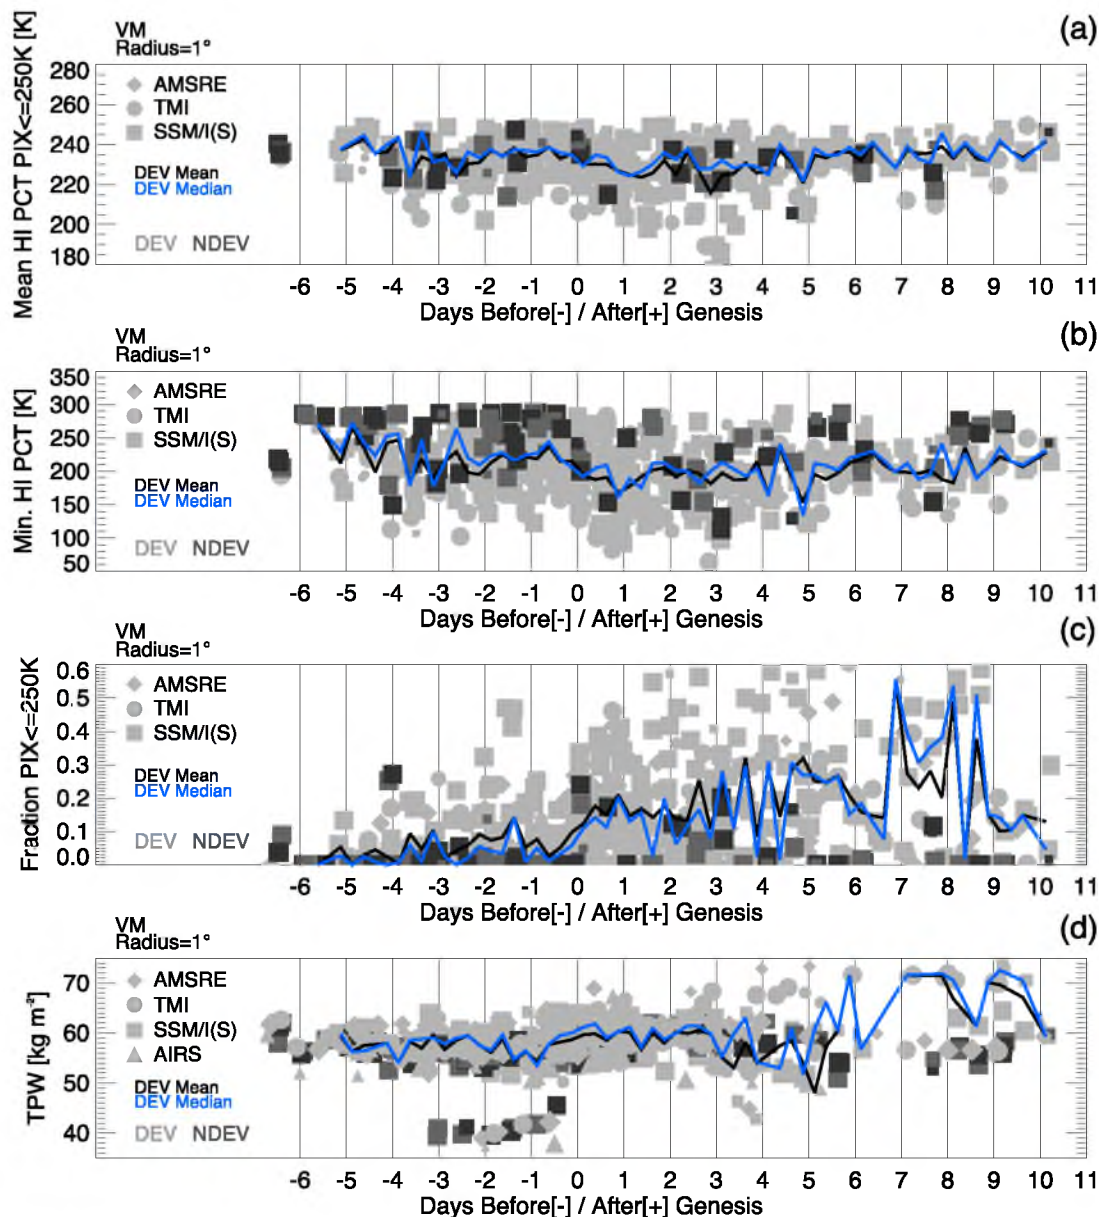 (a)
VM
Radius=1°
Mean HI PCT PIX<=250K [K]
280
260
240
220
200
180
AMSRE
TMI
SSM/I(S)
DEV Mean
DEV Median
DEV NDEV
-6 -5 -4 -3 -2 -1 0 1 2 3 4 5 6 7 8 9 10 11
Days Before[-] / After[+] Genesis
(b)
VM
Radius=1°
Min. HI PCT [K]
350
300
250
200
150
100
50
AMSRE
TMI
SSM/I(S)
DEV Mean
DEV Median
DEV NDEV
-6 -5 -4 -3 -2 -1 0 1 2 3 4 5 6 7 8 9 10 11
Days Before[-] / After[+] Genesis
(c)
VM
Radius=1°
Fraction PIX<=250K
0.6
0.5
0.4
0.3
0.2
0.1
0.0
AMSRE
TMI
SSM/I(S)
DEV Mean
DEV Median
DEV NDEV
-6 -5 -4 -3 -2 -1 0 1 2 3 4 5 6 7 8 9 10 11
Days Before[-] / After[+] Genesis
(d)
VM
Radius=1°
TPW [kg m⁻²]
70
60
50
40
AMSRE
TMI
SSM/I(S)
AIRS
DEV Mean
DEV Median
DEV NDEV
-6 -5 -4 -3 -2 -1 0 1 2 3 4 5 6 7 8 9 10 11
Days Before[-] / After[+] Genesis